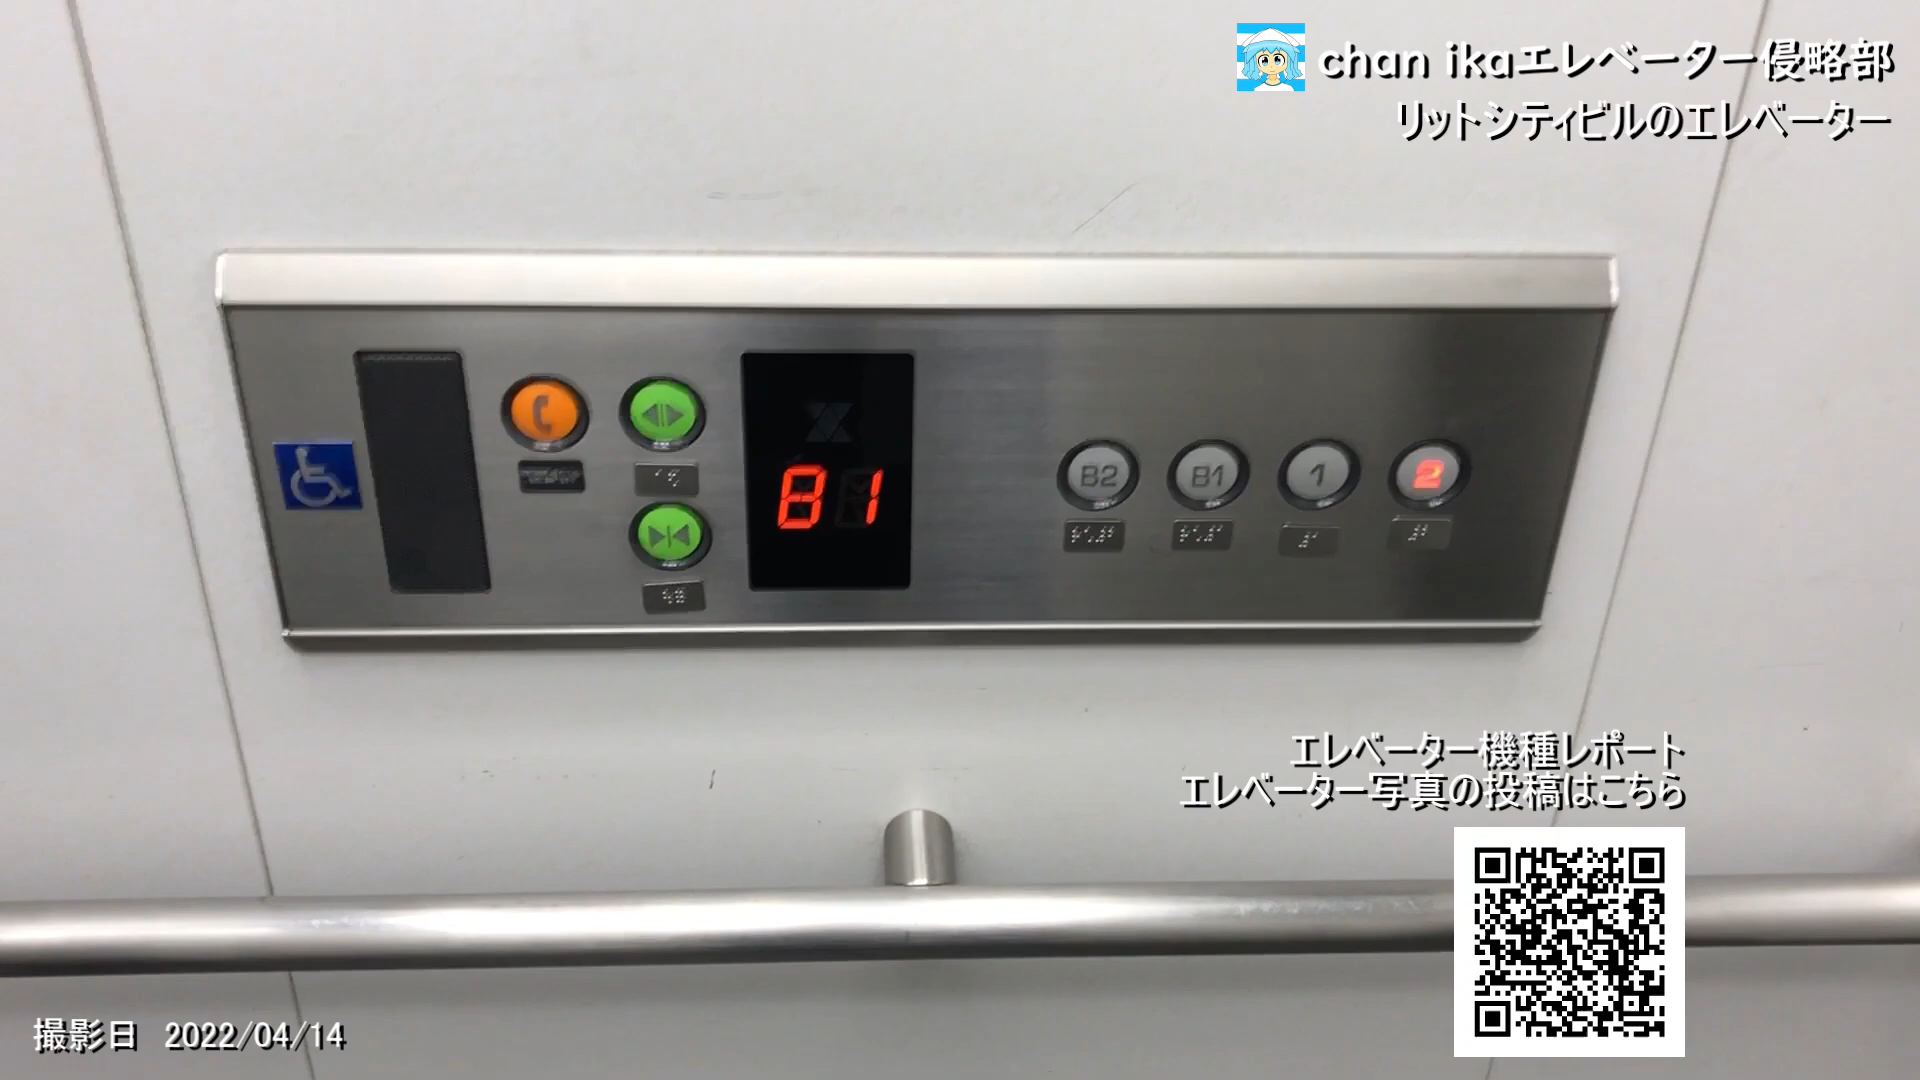 chan ikaエレベーター侵略部
リットシティビルのエレベーター
B1
B2 B1 1 2
エレベーター機種レポート
エレベーター写真の投稿はこちら
撮影日 2022/04/14